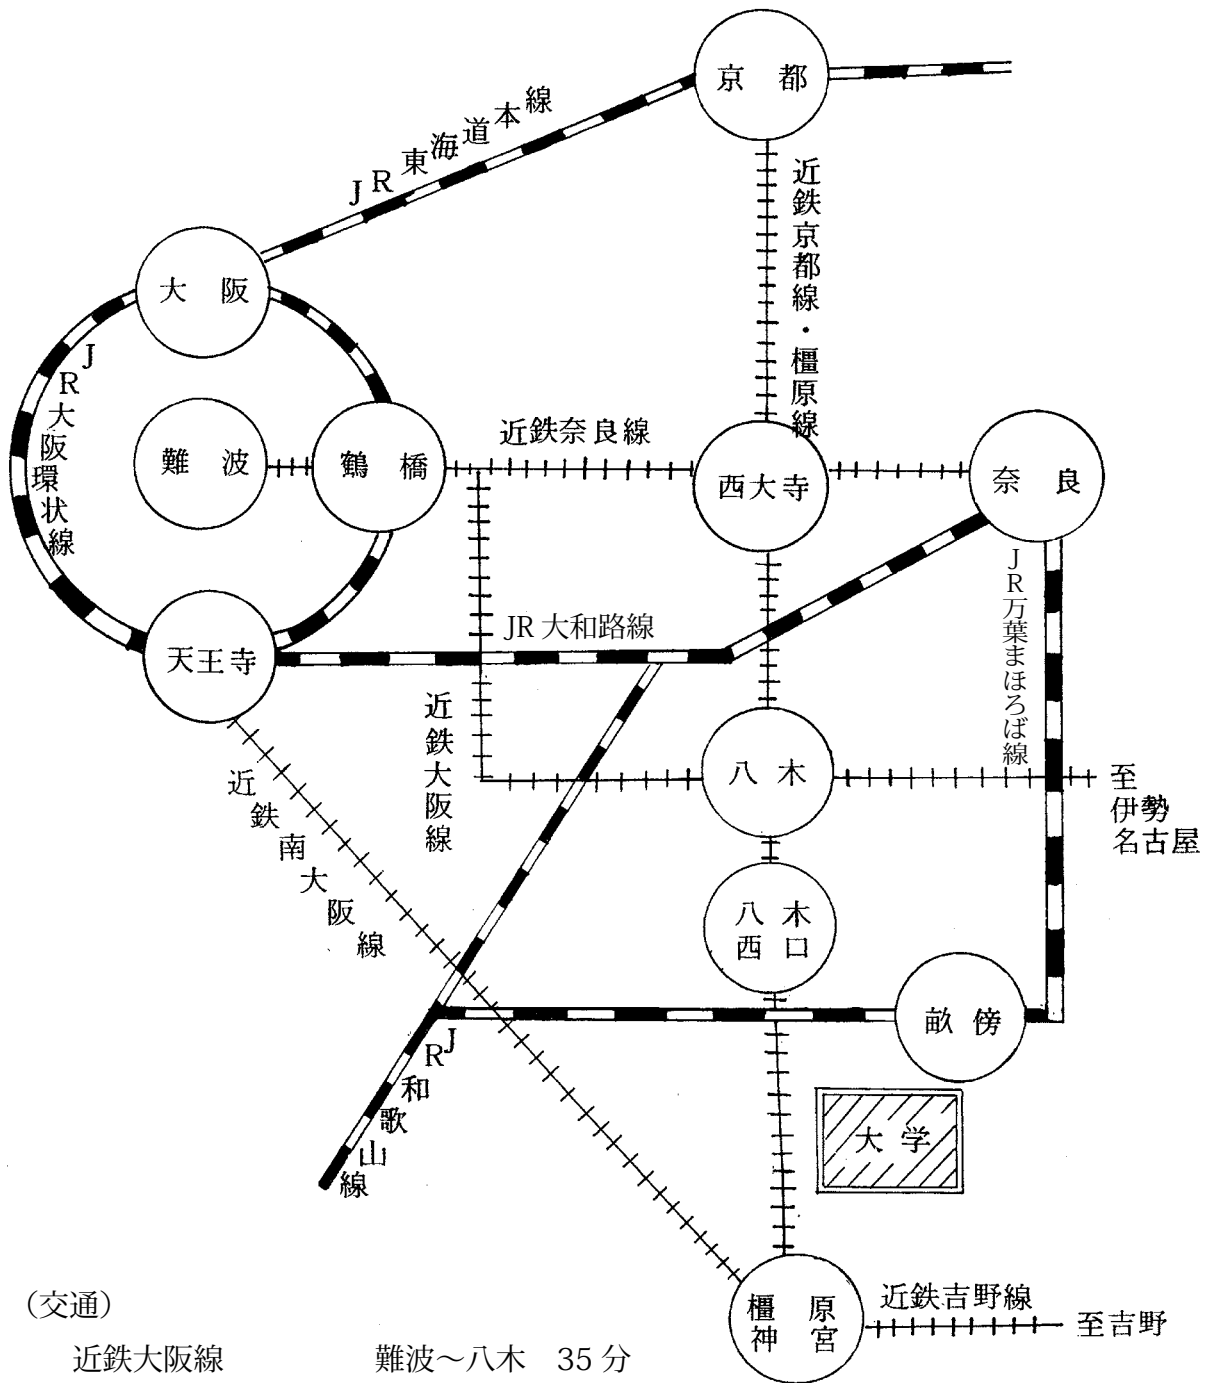 京都
JR東海道本線
近鉄京都線・橿原線
大阪
JR大阪環状線
難波
鶴橋
近鉄奈良線
西大寺
奈良
天王寺
JR大和路線
JR万葉まほろば線
近鉄大阪線
八木
至
伊勢
名古屋
近鉄南大阪線
八木
西口
畝傍
JR和歌山線
大学
橿原
神宮
近鉄吉野線
至吉野
(交通)
近鉄大阪線 難波～八木 35分